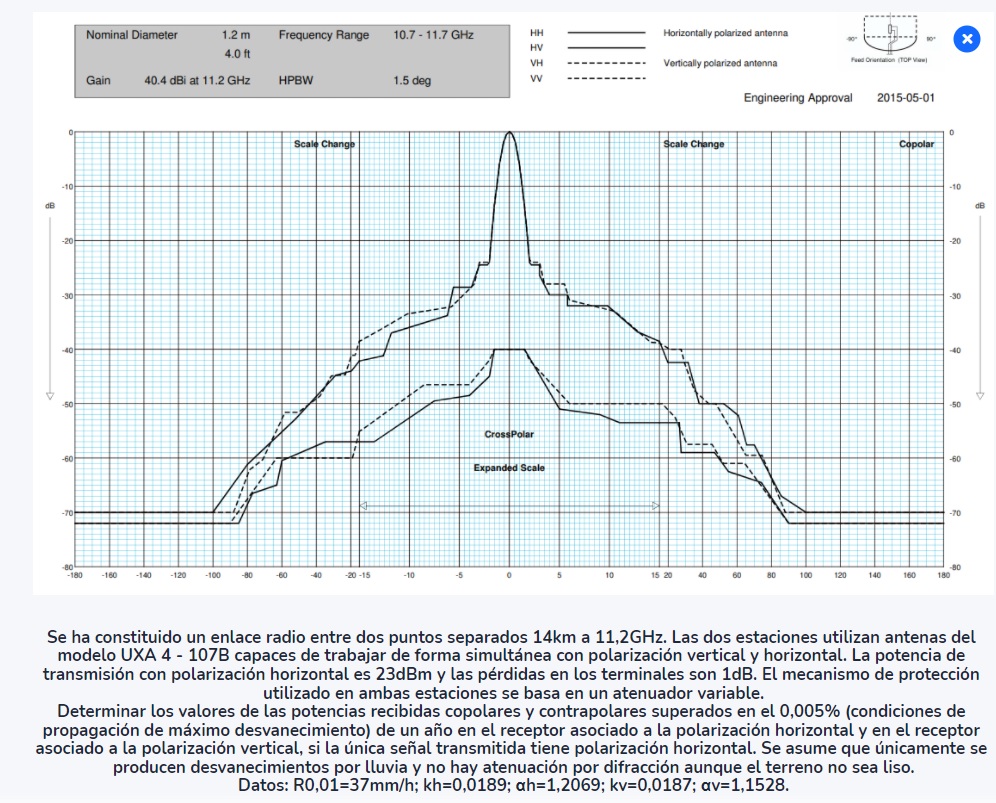 Nominal Diameter 1.2 m Frequency Range 10.7 - 11.7 GHz
4.0 ft
Gain 40.4 dBi at 11.2 GHz HPBW 1.5 deg
HH Horizontally polarized antenna
HV
VH Vertically polarized antenna
VV
-90° 90°
Feed Orientation (TOP View)
Engineering Approval 2015-05-01
Scale Change Scale Change Copolar
0 0
-10 -10
dB dB
-20 -20
-30 -30
-40 -40
-50 -50
CrossPolar
-60 -60
Expanded Scale
-70 -70
-80 -80
-180 -160 -140 -120 -100 -80 -60 -40 -20 -15 -10 -5 0 5 10 15 20 40 60 80 100 120 140 160 180
Se ha constituido un enlace radio entre dos puntos separados 14km a 11,2GHz. Las dos estaciones utilizan antenas del
modelo UXA 4 - 107B capaces de trabajar de forma simultánea con polarización vertical y horizontal. La potencia de
transmisión con polarización horizontal es 23dBm y las pérdidas en los terminales son 1dB. El mecanismo de protección
utilizado en ambas estaciones se basa en un atenuador variable.
Determinar los valores de las potencias recibidas copolares y contrapolares superados en el 0,005% (condiciones de
propagación de máximo desvanecimiento) de un año en el receptor asociado a la polarización horizontal y en el receptor
asociado a la polarización vertical, si la única señal transmitida tiene polarización horizontal. Se asume que únicamente se
producen desvanecimientos por lluvia y no hay atenuación por difracción aunque el terreno no sea liso.
Datos: R0,01=37mm/h; kh=0,0189; αh=1,2069; kv=0,0187; αv=1,1528.